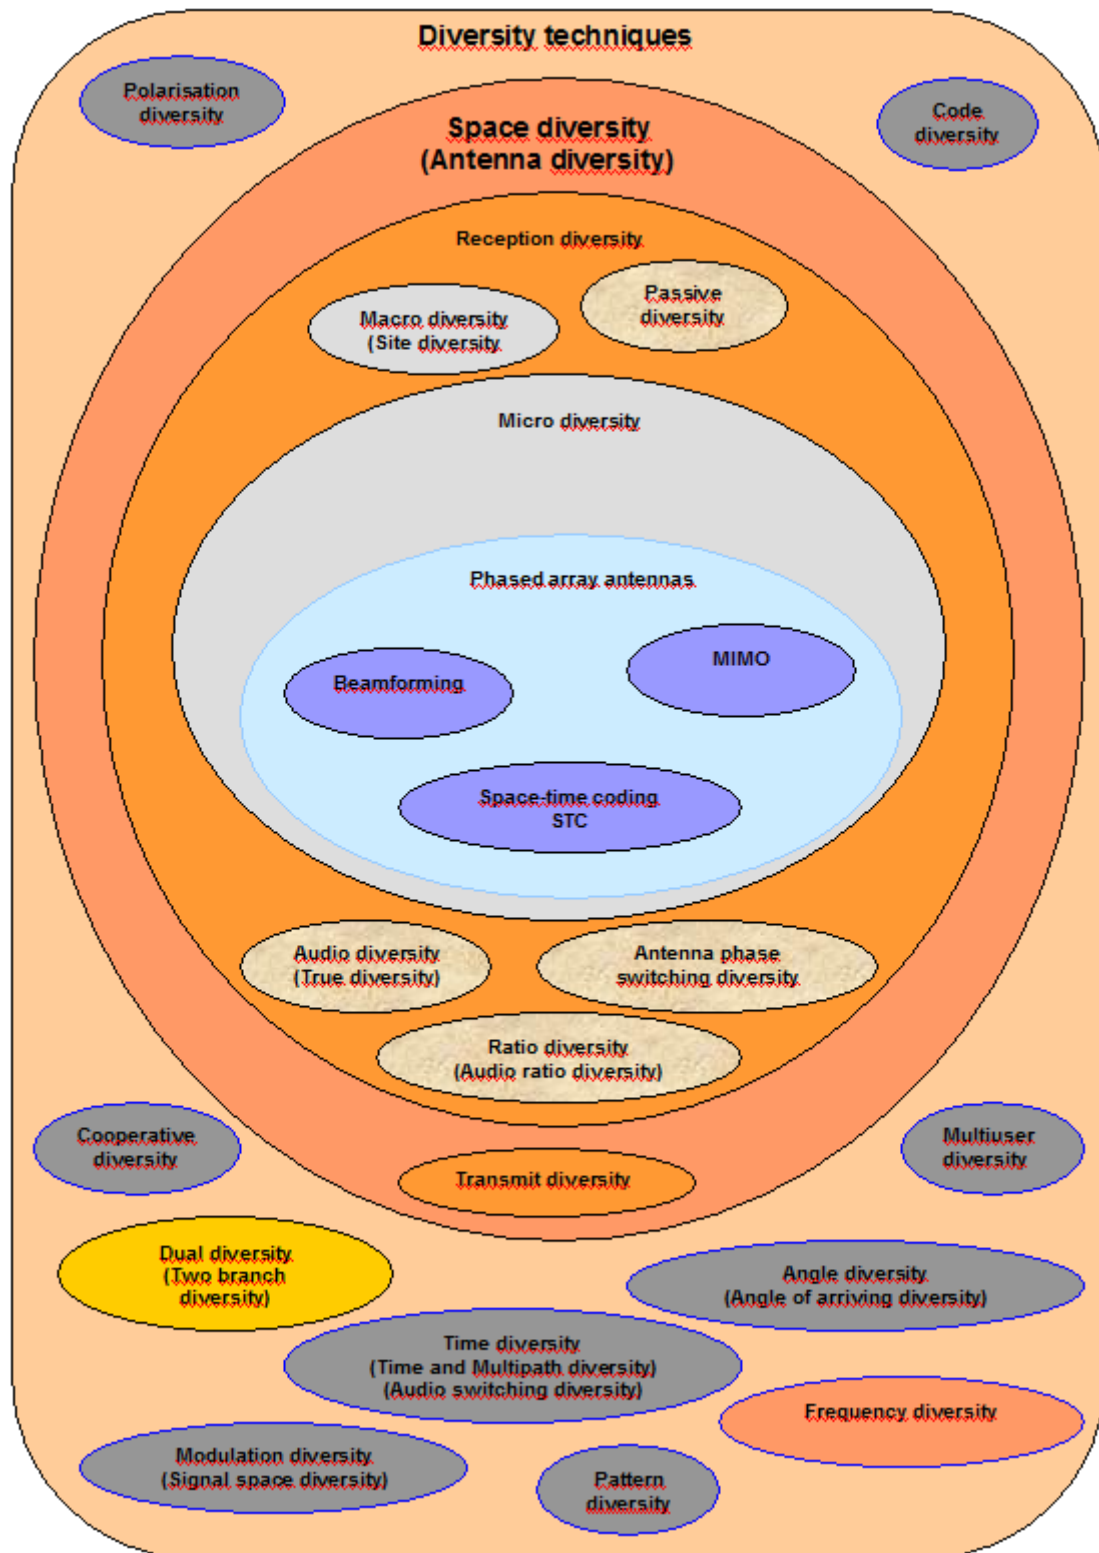 Diversity techniques
Polarisation
diversity
Code
diversity
Space diversity
(Antenna diversity)
Reception diversity
Passive
diversity
Macro diversity
(Site diversity
Micro diversity
Phased array antennas
MIMO
Beamforming
Space-time coding
STC
Audio diversity
(True diversity)
Antenna phase
switching diversity
Ratio diversity
(Audio ratio diversity)
Cooperative
diversity
Multiuser
diversity
Transmit diversity
Dual diversity
(Two branch
diversity)
Angle diversity
(Angle of arriving diversity)
Time diversity
(Time and Multipath diversity)
(Audio switching diversity)
Frequency diversity
Modulation diversity
(Signal space diversity)
Pattern
diversity